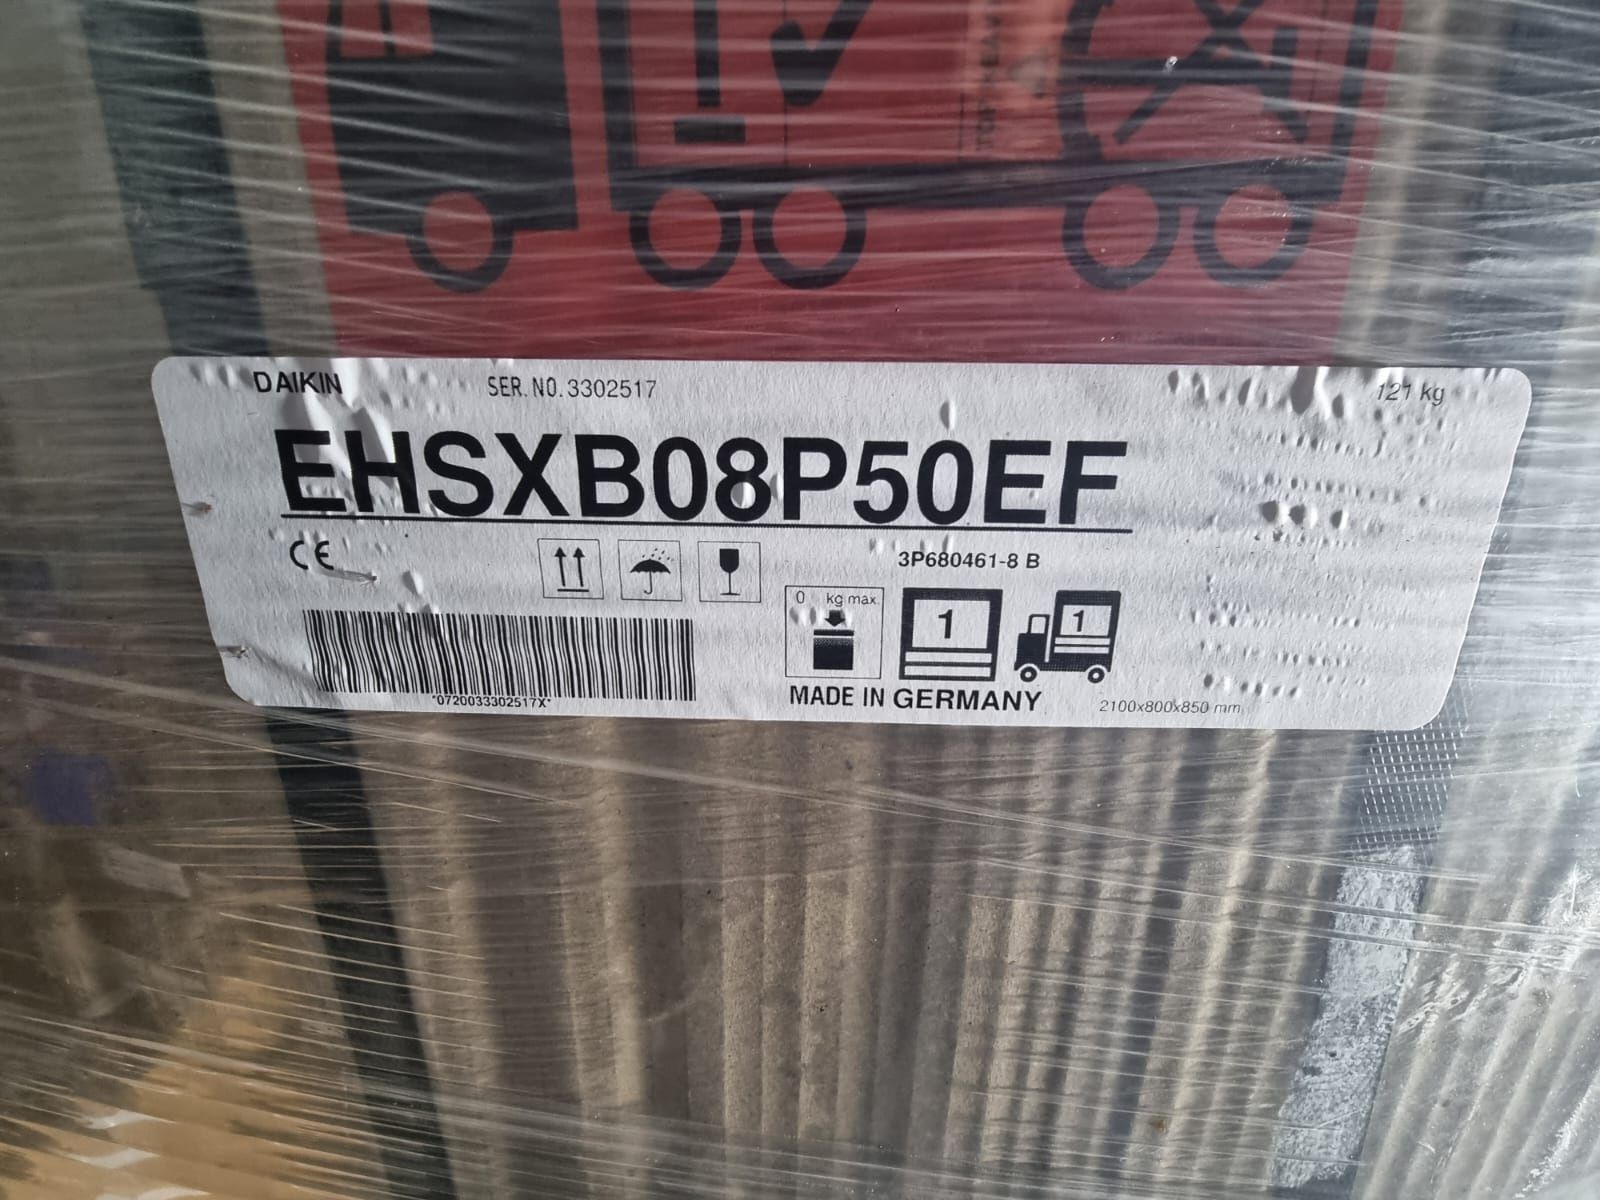 DAIKIN SER. NO. 3302517 121 kg
EHSXB08P50EF
CE 3P680461-8 B
0 kg max.
1 1
*0720033302517X*
MADE IN GERMANY 2100x800x850 mm